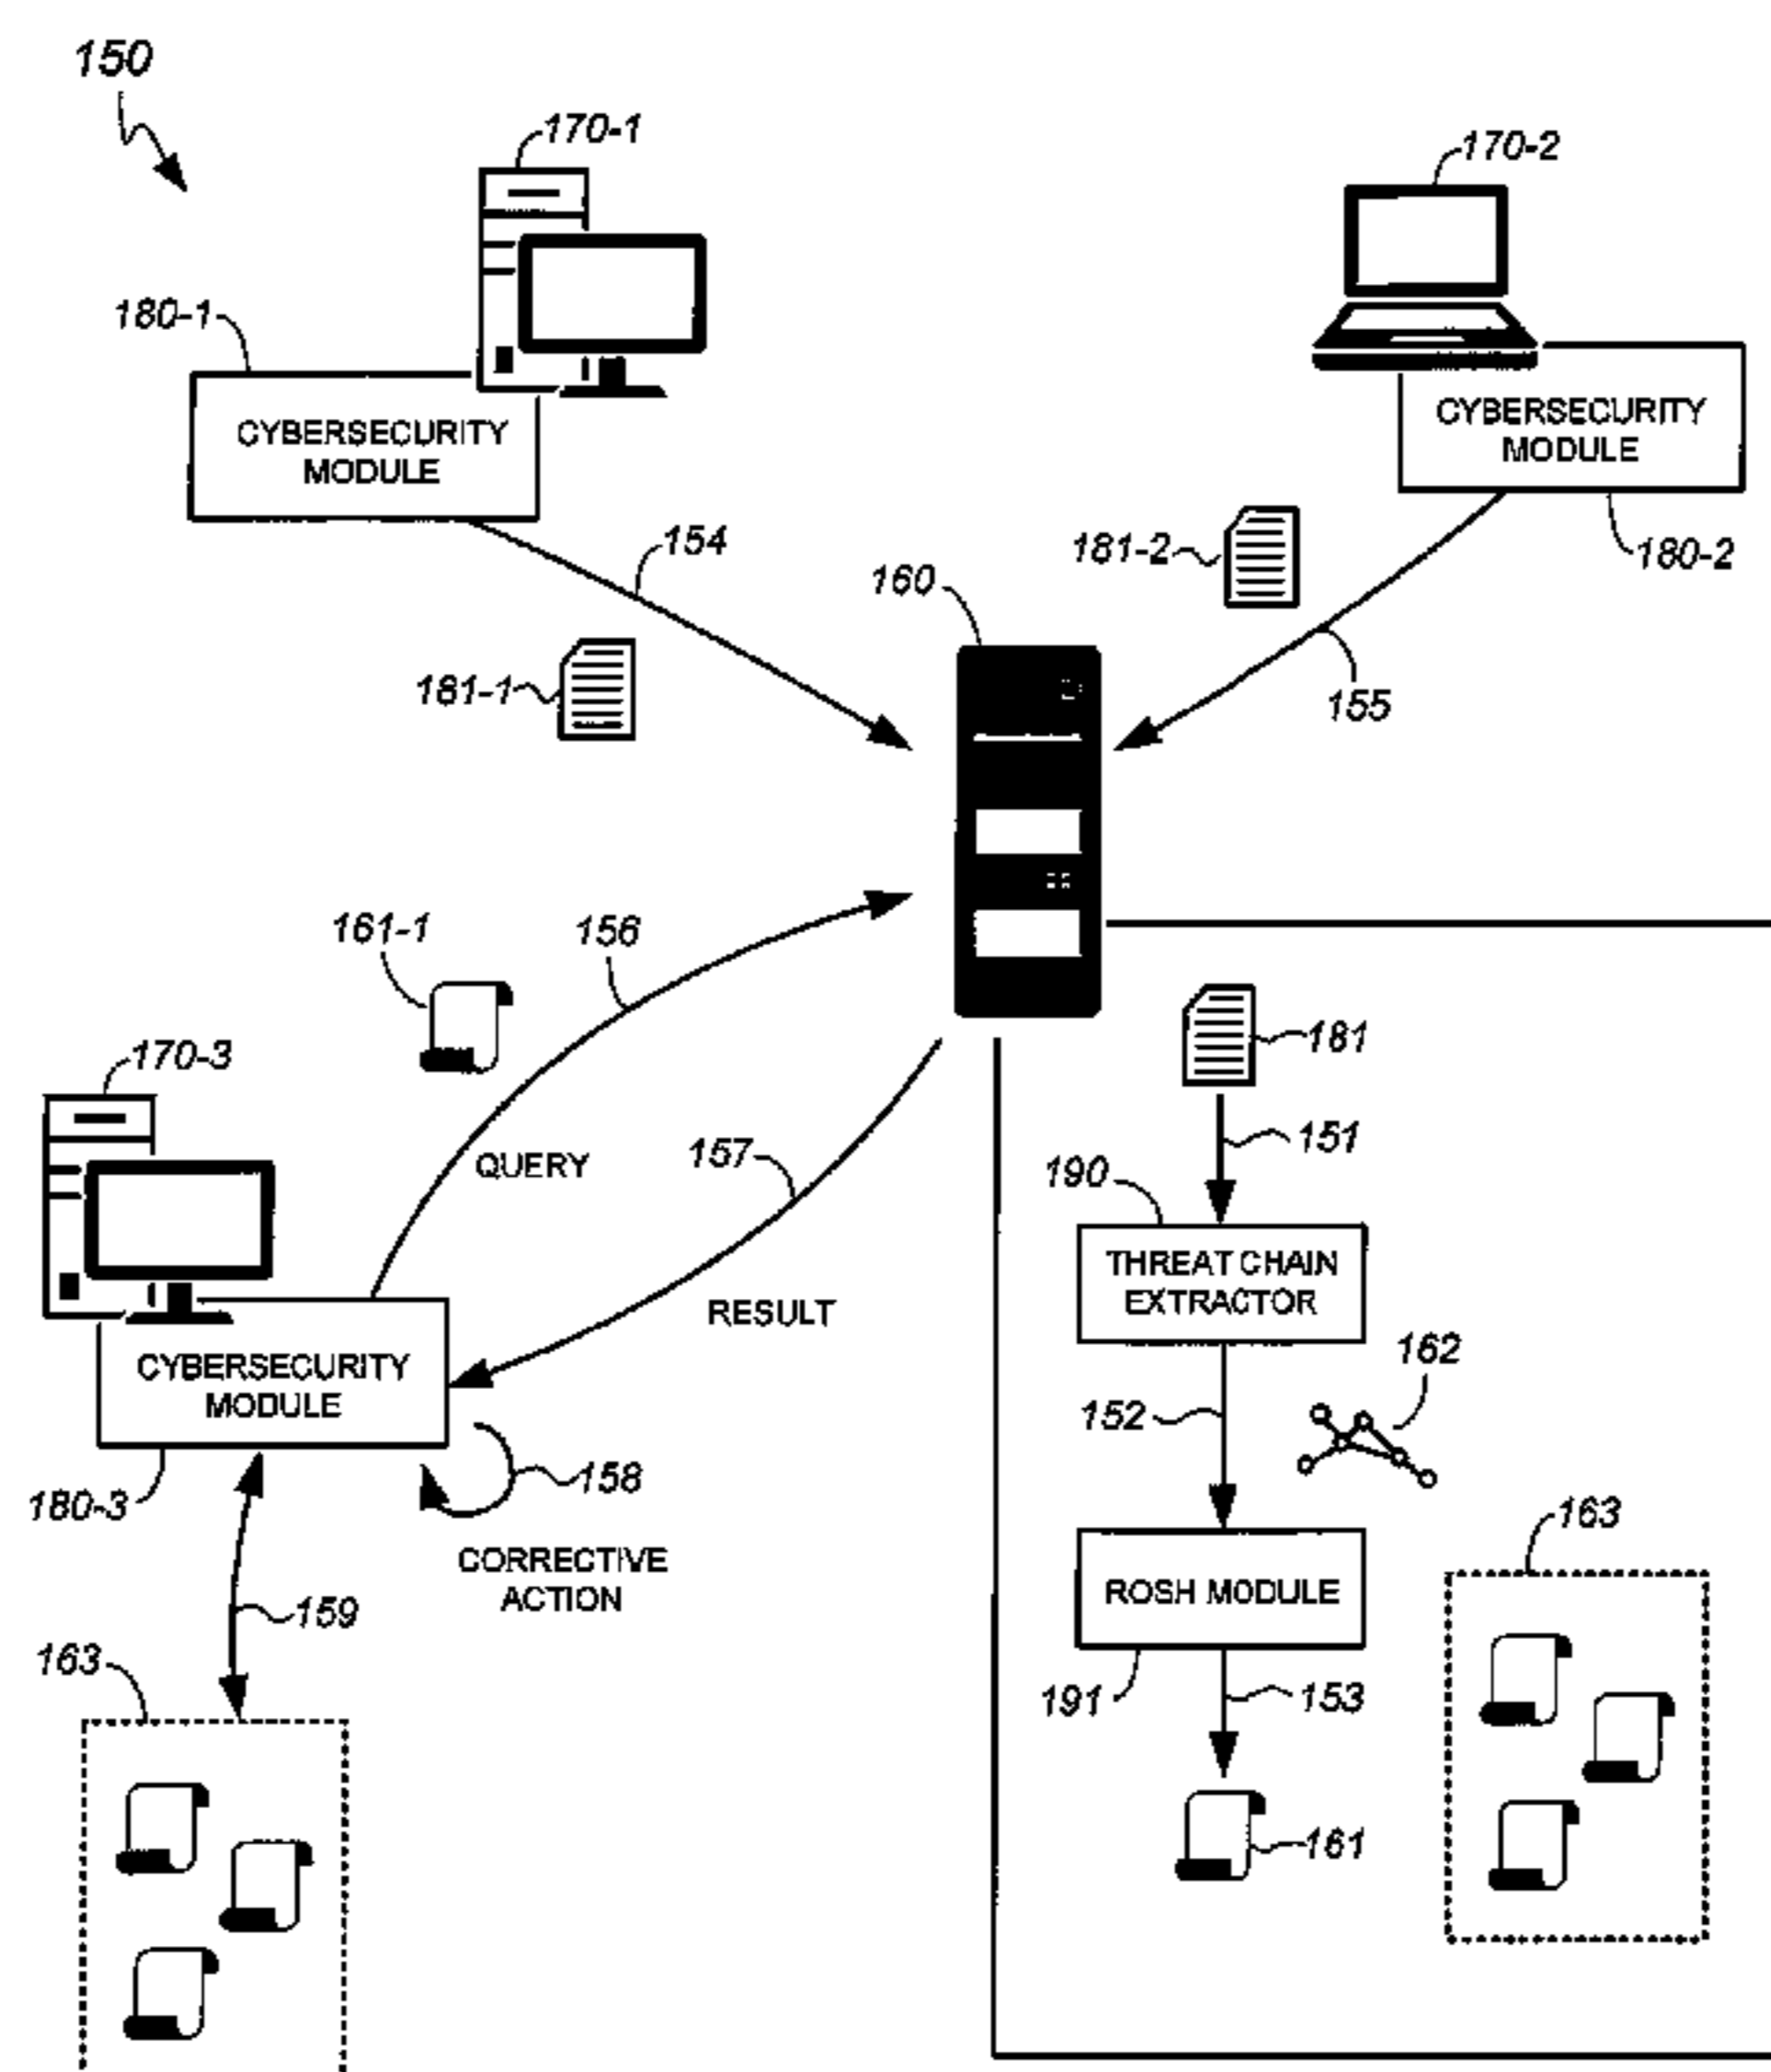 150
170-1
170-2
180-1
CYBERSECURITY
MODULE
CYBERSECURITY
MODULE
154
181-2
180-2
160
181-1
155
161-1
156
181
170-3
151
157
190
QUERY
THREAT CHAIN
EXTRACTOR
RESULT
162
CYBERSECURITY
MODULE
152
158
180-3
163
CORRECTIVE
ACTION
ROSH MODULE
159
163
191
153
161